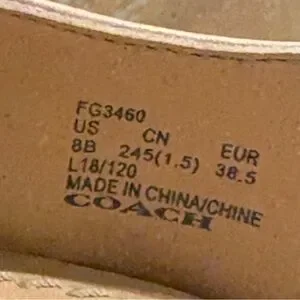 FG3460
US CN EUR
8B 245(1.5) 38.5
L18/120
MADE IN CHINA/CHINE
COACH